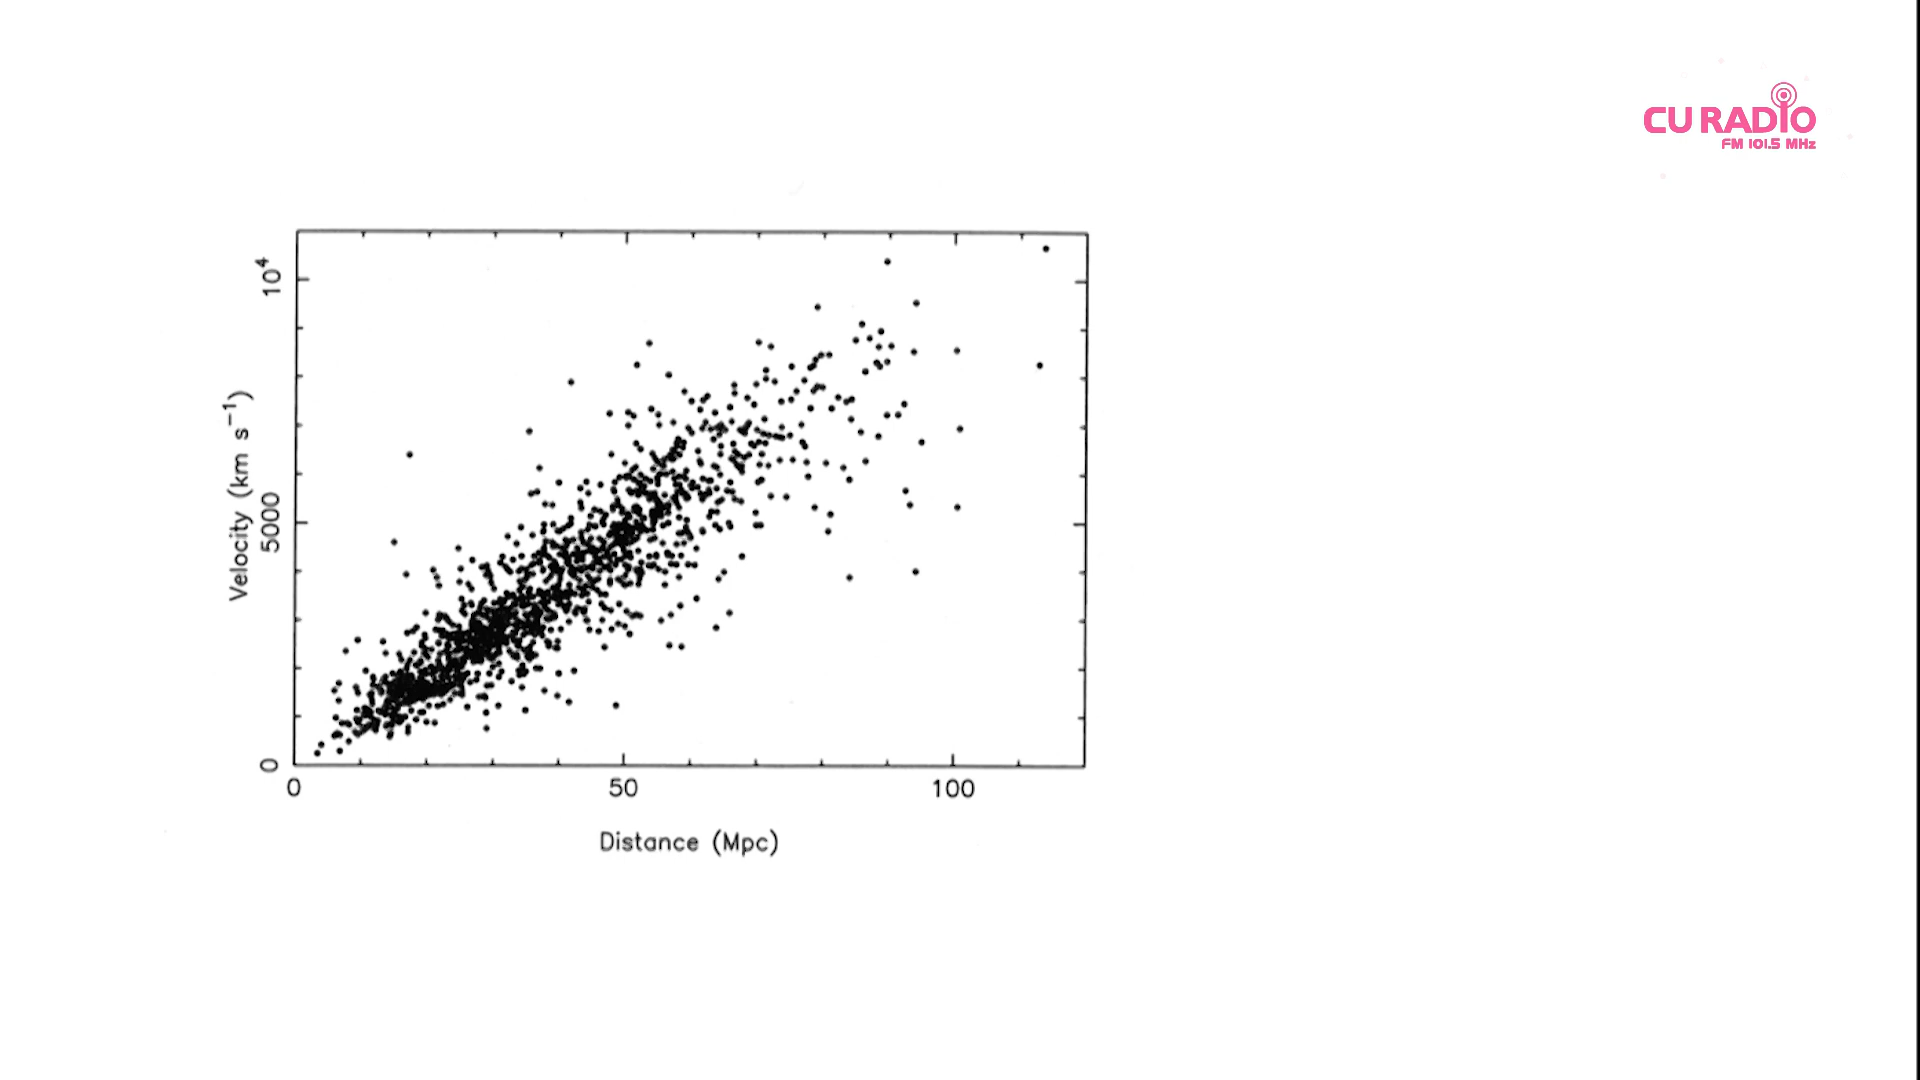 CU RADIO
FM 101.5 MHz
10⁴
5000
0
Velocity (km s⁻¹)
0 50 100
Distance (Mpc)